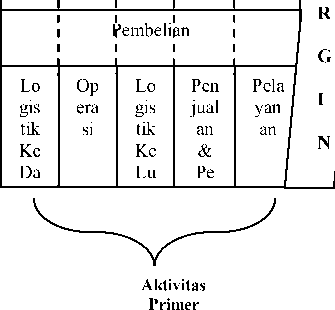 Pembelian
Lo
gis
tik
Ke
Da
Op
era
si
Lo
gis
tik
Ke
Lu
Pen
jual
an
&
Pe
Pela
yan
an
R
G
I
N
Aktivitas
Primer